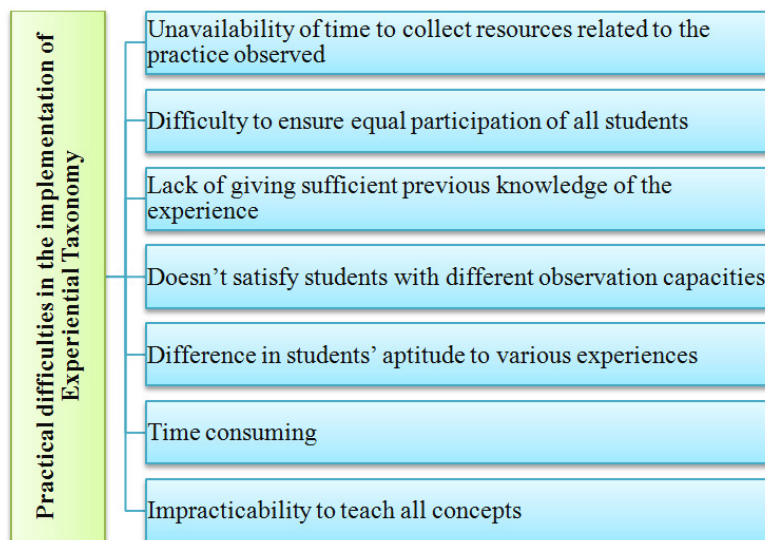 Practical difficulties in the implementation of
Experiential Taxonomy
Unavailability of time to collect resources related to the
practice observed
Difficulty to ensure equal participation of all students
Lack of giving sufficient previous knowledge of the
experience
Doesn’t satisfy students with different observation capacities
Difference in students’ aptitude to various experiences
Time consuming
Impracticability to teach all concepts